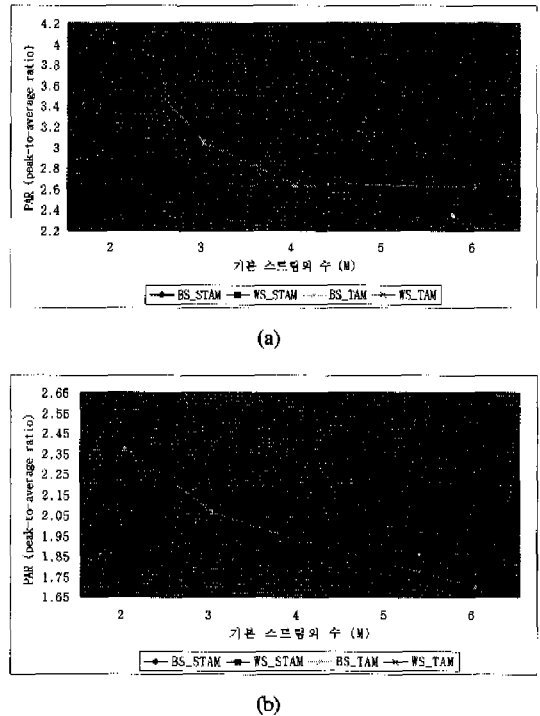 4.2
4
3.8
3.6
3.4
3.2
3
2.8
2.6
2.4
2.2
PAR (peak-to-average ratio)
2 3 4 5 6
기본 스트림의 수 (M)
BS_STAM WS_STAM BS_TAM WS_TAM
(a)
2.65
2.55
2.45
2.35
2.25
2.15
2.05
1.95
1.85
1.75
1.65
PAR (peak-to-average ratio)
2 3 4 5 6
기본 스트림의 수 (M)
BS_STAM WS_STAM BS_TAM WS_TAM
(b)